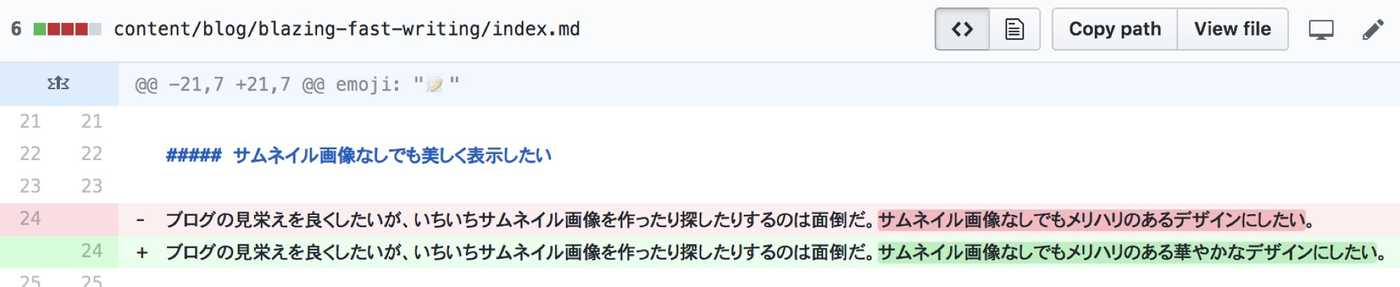 6 content/blog/blazing-fast-writing/index.md <> Copy path View file
@@ -21,7 +21,7 @@ emoji: "📝"
21 21
22 22 ##### サムネイル画像なしでも美しく表示したい
23 23
24 - ブログの見栄えを良くしたいが、いちいちサムネイル画像を作ったり探したりするのは面倒だ。サムネイル画像なしでもメリハリのあるデザインにしたい。
24 + ブログの見栄えを良くしたいが、いちいちサムネイル画像を作ったり探したりするのは面倒だ。サムネイル画像なしでもメリハリのある華やかなデザインにしたい。
25 25